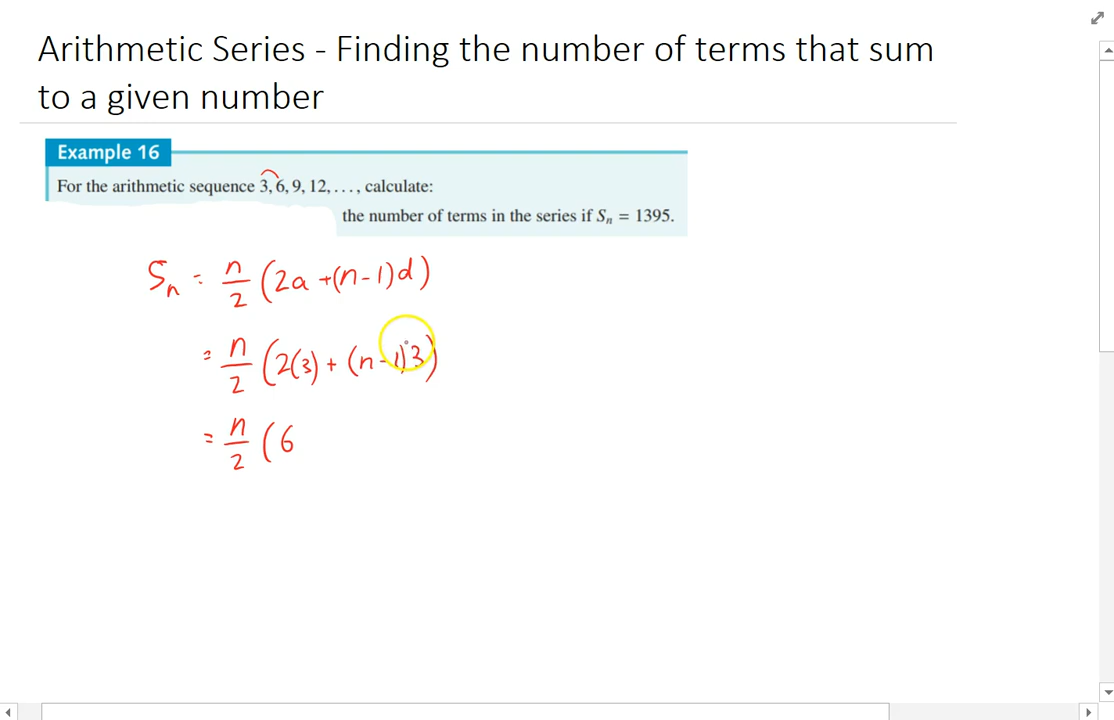 Arithmetic Series - Finding the number of terms that sum
to a given number
Example 16
For the arithmetic sequence 3, 6, 9, 12, . . . , calculate:
the number of terms in the series if Sₙ = 1395.
Sₙ = n/2 (2a +(n-1)d)
= n/2 (2(3) + (n-1)3)
= n/2 (6